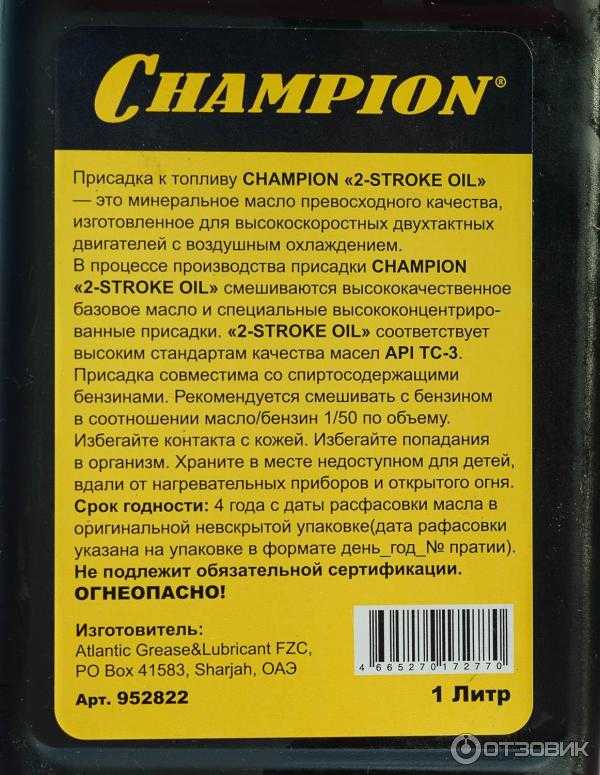 CHAMPION®
Присадка к топливу CHAMPION «2-STROKE OIL»
— это минеральное масло превосходного качества,
изготовленное для высокоскоростных двухтактных
двигателей с воздушным охлаждением.
В процессе производства присадки CHAMPION
«2-STROKE OIL» смешиваются высококачественное
базовое масло и специальные высококонцентриро-
ванные присадки. «2-STROKE OIL» соответствует
высоким стандартам качества масел API TC-3.
Присадка совместима со спиртосодержащими
бензинами. Рекомендуется смешивать с бензином
в соотношении масло/бензин 1/50 по объему.
Избегайте контакта с кожей. Избегайте попадания
в организм. Храните в месте недоступном для детей,
вдали от нагревательных приборов и открытого огня.
Срок годности: 4 года с даты расфасовки масла в
оригинальной невскрытой упаковке(дата рафасовки
указана на упаковке в формате день_год_№ пратии).
Не подлежит обязательной сертификации.
ОГНЕОПАСНО!
Изготовитель:
Atlantic Grease&Lubricant FZC,
PO Box 41583, Sharjah, ОАЭ
Арт. 952822
4 665270 172770
1 Литр
ОТЗОВИК